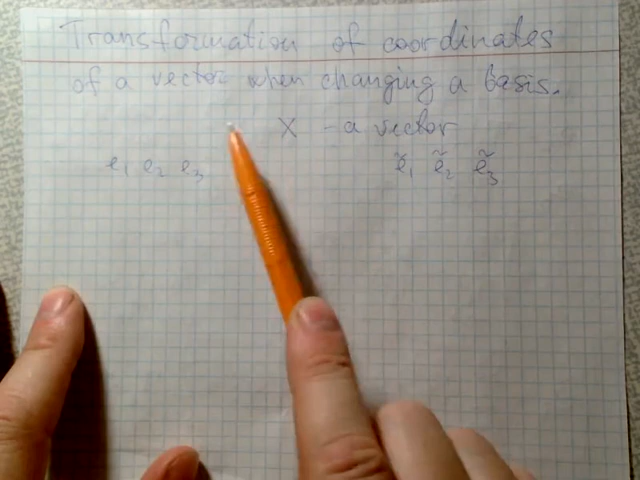 Transformation of coordinates
of a vector when changing a basis.
X - a vector
e₁ e₂ e₃ ẽ₁ ẽ₂ ẽ₃